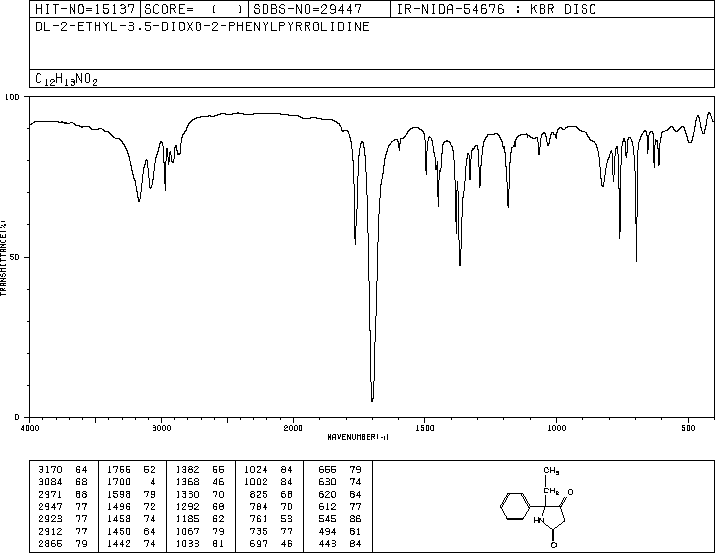 HIT-NO=15137 SCORE= ( ) SDBS-NO=29447 IR-NIDA-54676 : KBR DISC
DL-2-ETHYL-3,5-DIOXO-2-PHENYLPYRROLIDINE
C12H13NO2
100
50
0
TRANSMITTANCE(%)
4000 3000 2000 1500 1000 500
WAVENUMBER(-1)
3170 64 1766 52 1382 55 1024 84 666 79
3084 68 1700 4 1368 46 1002 84 630 74
2971 68 1598 79 1330 70 825 68 620 84
2947 77 1496 72 1292 68 784 70 612 77
2923 77 1458 74 1185 62 761 53 545 86
2912 77 1450 64 1067 79 735 77 494 81
2866 79 1442 74 1033 81 697 46 443 84
CH3
CH2
O
HN
O